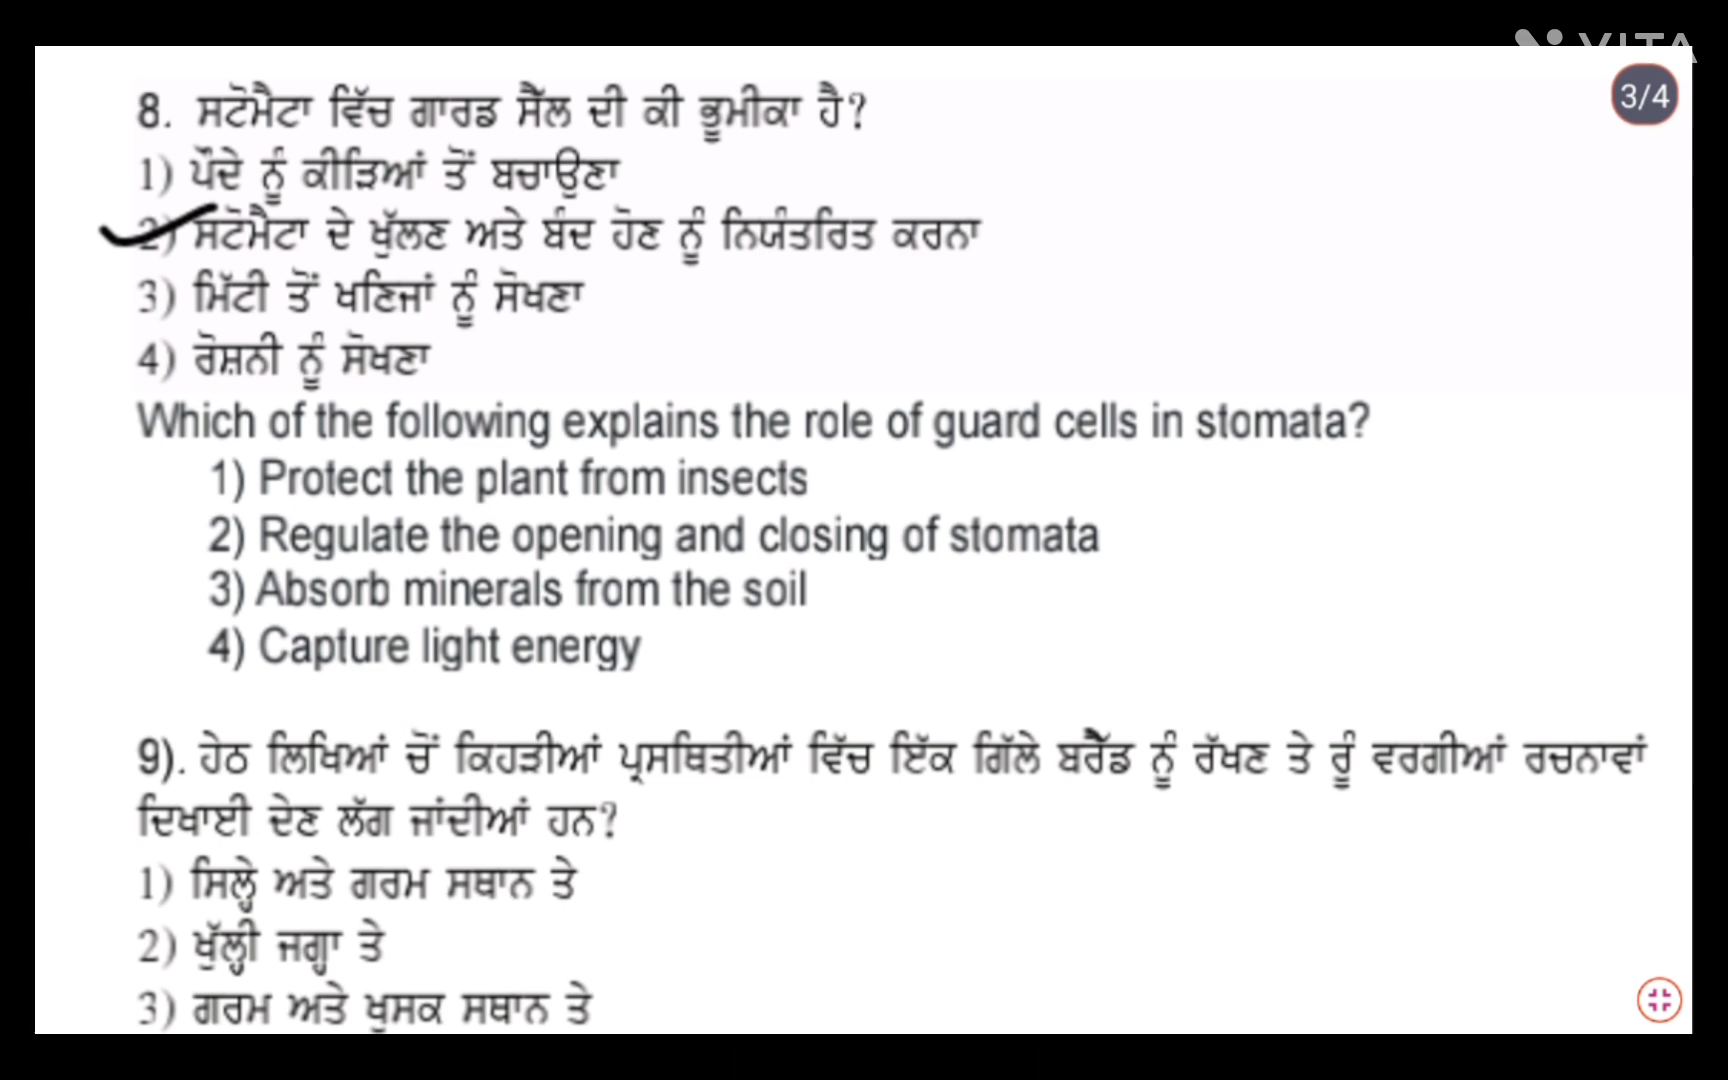 VITA
3/4
8. ਸਟੋਮੈਟਾ ਵਿੱਚ ਗਾਰਡ ਸੈੱਲ ਦੀ ਕੀ ਭੂਮੀਕਾ ਹੈ?
1) ਪੌਦੇ ਨੂੰ ਕੀੜਿਆਂ ਤੋਂ ਬਚਾਉਣਾ
2) ਸਟੋਮੈਟਾ ਦੇ ਖੁੱਲਣ ਅਤੇ ਬੰਦ ਹੋਣ ਨੂੰ ਨਿਯੰਤਰਿਤ ਕਰਨਾ
3) ਮਿੱਟੀ ਤੋਂ ਖਣਿਜਾਂ ਨੂੰ ਸੋਖਣਾ
4) ਰੋਸ਼ਨੀ ਨੂੰ ਸੋਖਣਾ
Which of the following explains the role of guard cells in stomata?
1) Protect the plant from insects
2) Regulate the opening and closing of stomata
3) Absorb minerals from the soil
4) Capture light energy
9). ਹੇਠ ਲਿਖਿਆਂ ਚੋਂ ਕਿਹੜੀਆਂ ਪ੍ਰਸਥਿਤੀਆਂ ਵਿੱਚ ਇੱਕ ਗਿੱਲੇ ਬਰੈੱਡ ਨੂੰ ਰੱਖਣ ਤੇ ਰੂੰ ਵਰਗੀਆਂ ਰਚਨਾਵਾਂ
ਦਿਖਾਈ ਦੇਣ ਲੱਗ ਜਾਂਦੀਆਂ ਹਨ?
1) ਸਿਲ੍ਹੇ ਅਤੇ ਗਰਮ ਸਥਾਨ ਤੇ
2) ਖੁੱਲ੍ਹੀ ਜਗ੍ਹਾ ਤੇ
3) ਗਰਮ ਅਤੇ ਖੁਸਕ ਸਥਾਨ ਤੇ